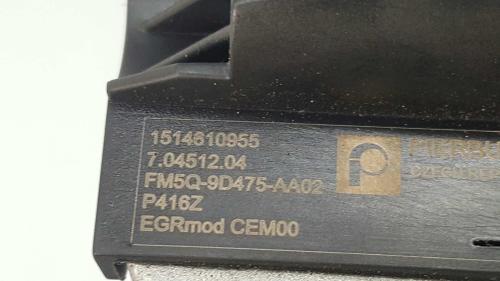 1514610955
7.04512.04
FM5Q-9D475-AA02
P416Z
EGRmod CEM00